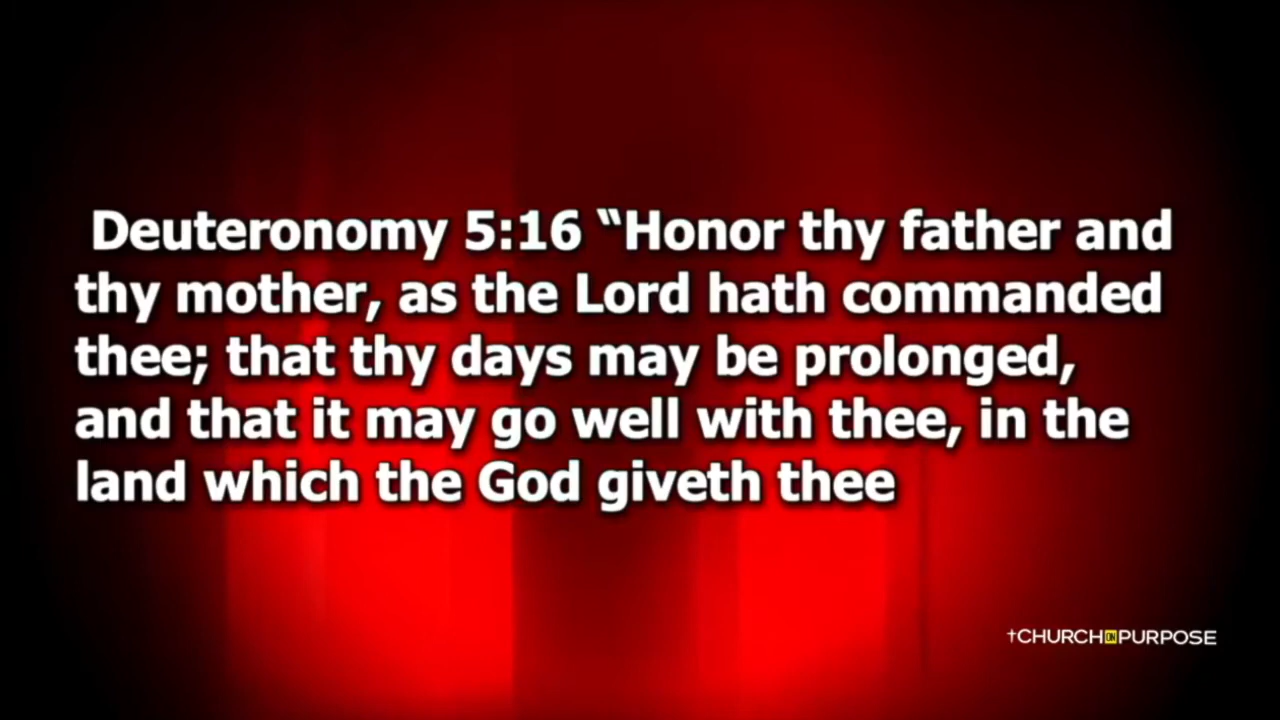 Deuteronomy 5:16 “Honor thy father and
thy mother, as the Lord hath commanded
thee; that thy days may be prolonged,
and that it may go well with thee, in the
land which the God giveth thee
†CHURCH ON PURPOSE